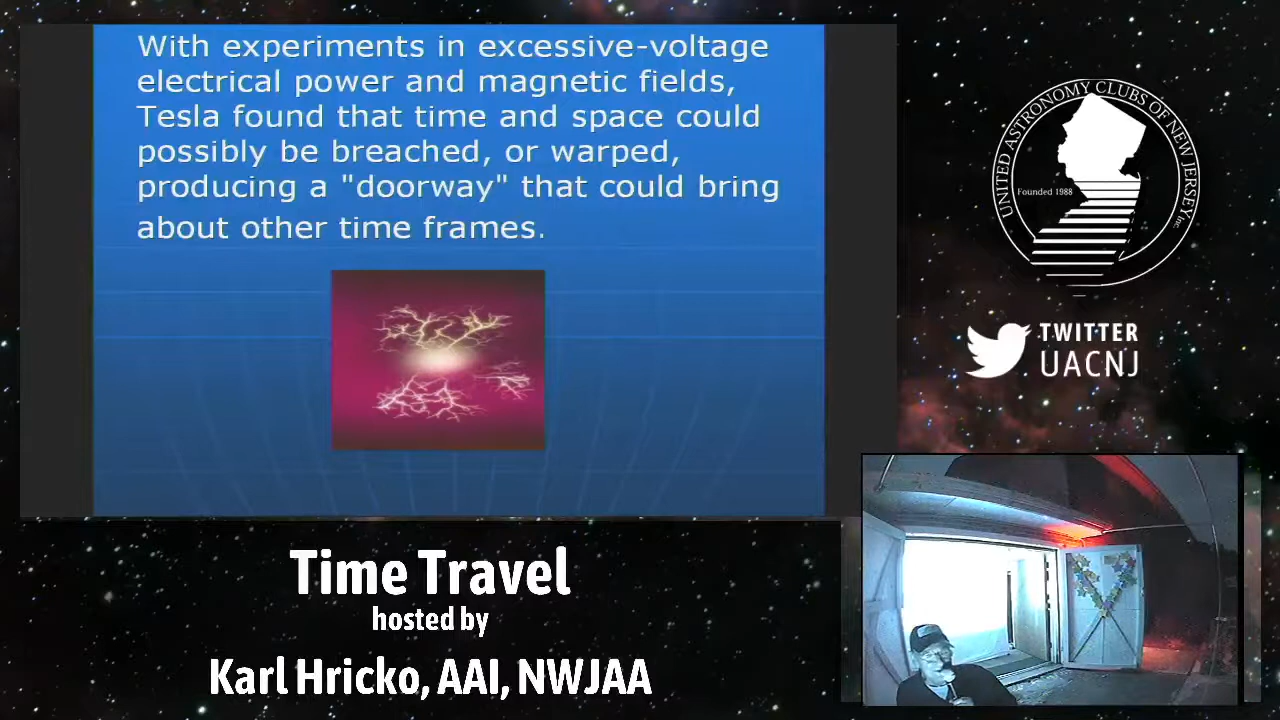 With experiments in excessive-voltage
electrical power and magnetic fields,
Tesla found that time and space could
possibly be breached, or warped,
producing a "doorway" that could bring
about other time frames.
UNITED ASTRONOMY CLUBS OF NEW JERSEY, Inc.
Founded 1988
TWITTER
UACNJ
Time Travel
hosted by
Karl Hricko, AAI, NWJAA